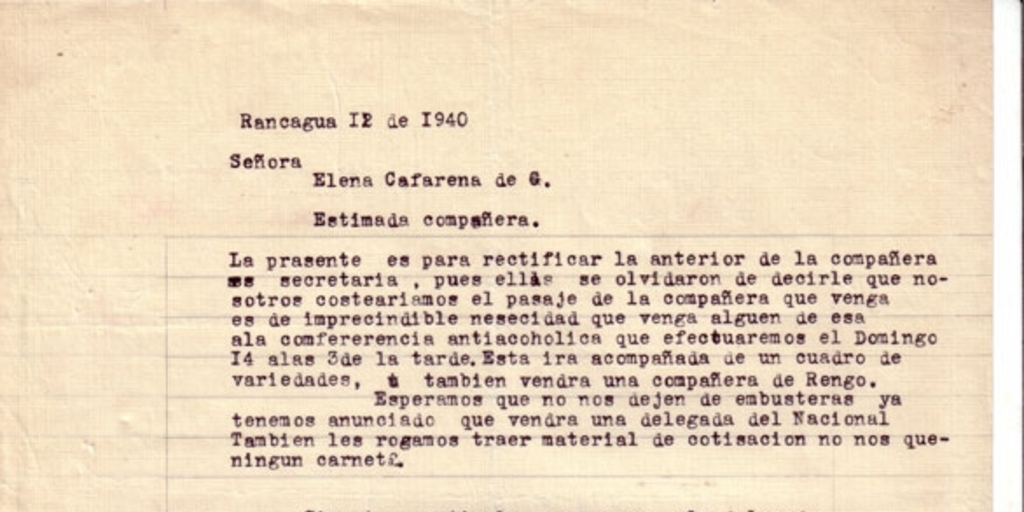 Rancagua I2 de I940
Señora
Elena Cafarena de G.
Estimada compañera.
La prasente es para rectificar la anterior de la compañera
es secretaria , pues ellas se olvidaron de decirle que no-
sotros costeariamos el pasaje de la compañera que venga
es de imprecindible nesecidad que venga alguen de esa
ala comfererencia antiacoholica que efectuaremos el Domingo
I4 alas 3de la tarde.Esta ira acompañada de un cuadro de
variedades, tambien vendra una compañera de Rengo.
Esperamos que no nos dejen de embusteras ya
tenemos anunciado que vendra una delegada del Nacional
Tambien les rogamos traer material de cotisacion no nos que-
ningun carnet.